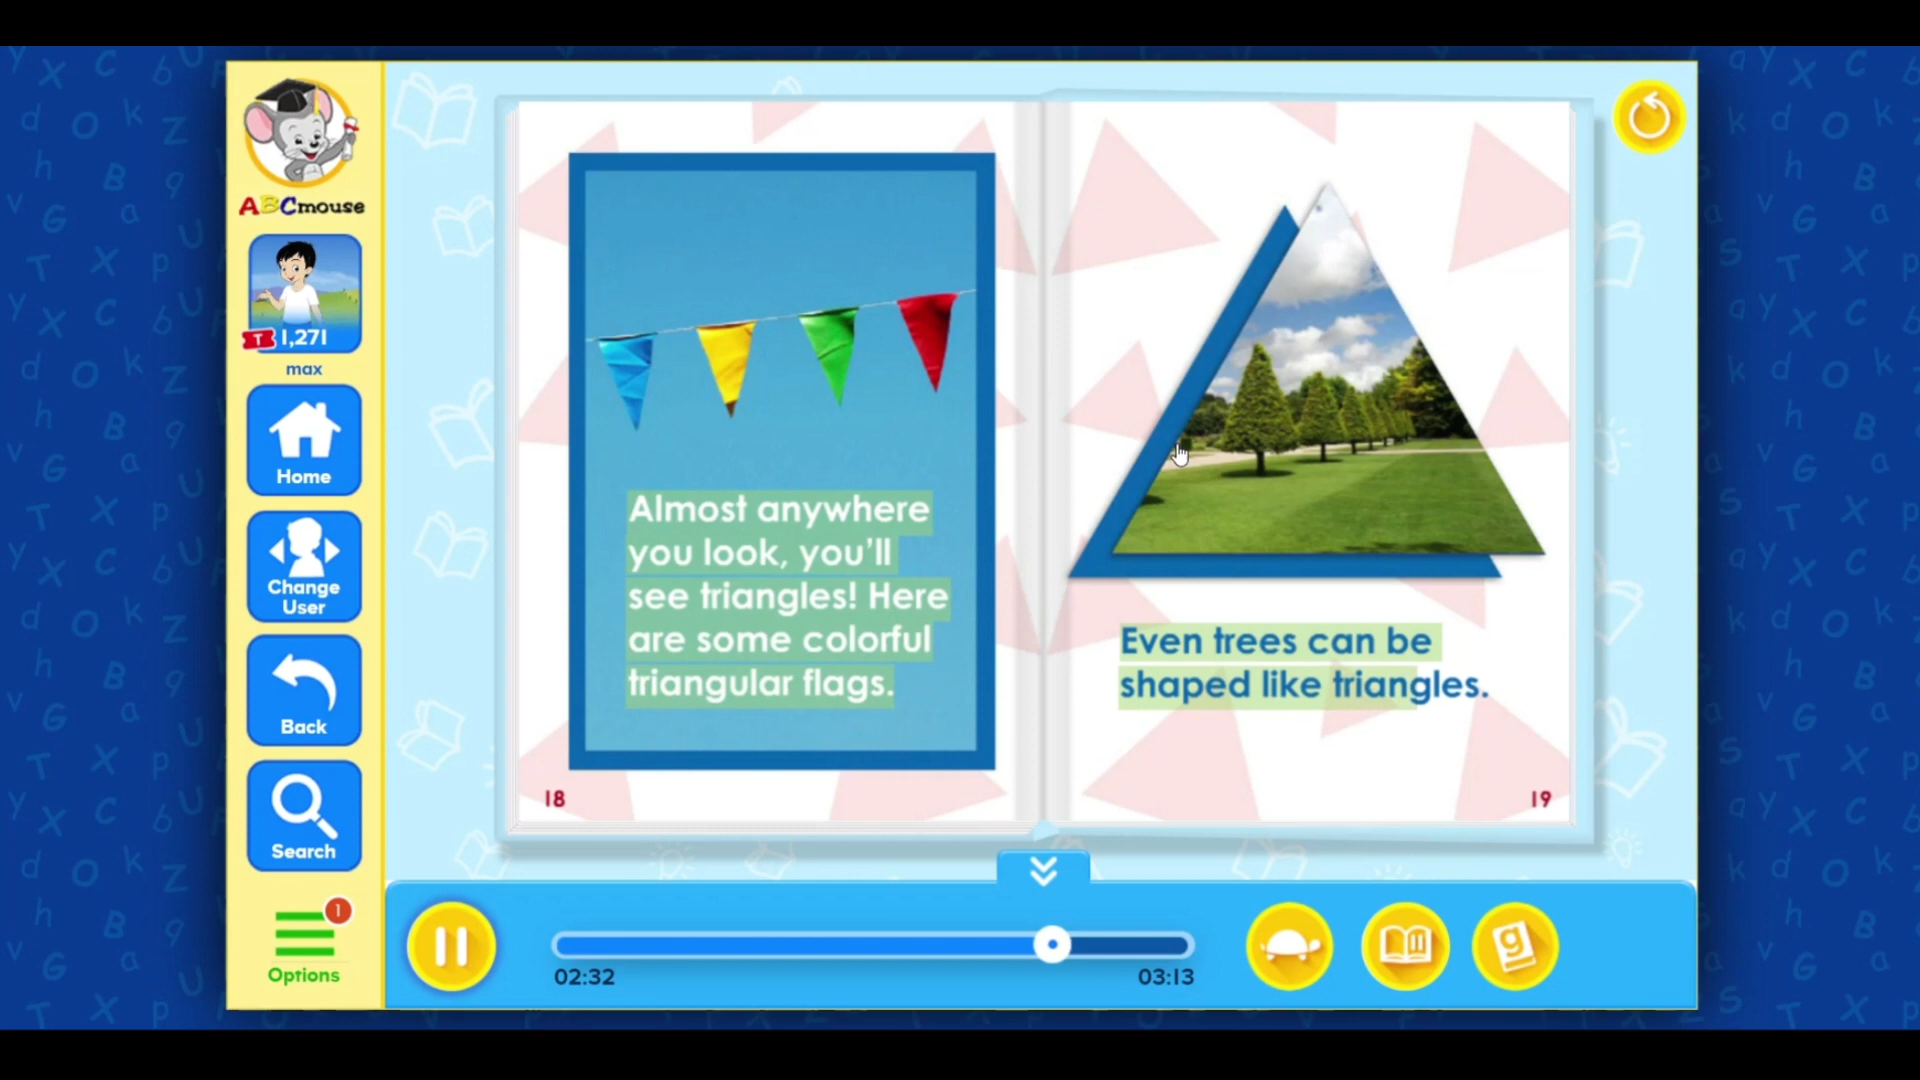 ABCmouse
T 1,271
max
Home
Change
User
Back
Search
1
Options
Almost anywhere
you look, you'll
see triangles! Here
are some colorful
triangular flags.
18
Even trees can be
shaped like triangles.
19
02:32
03:13
g